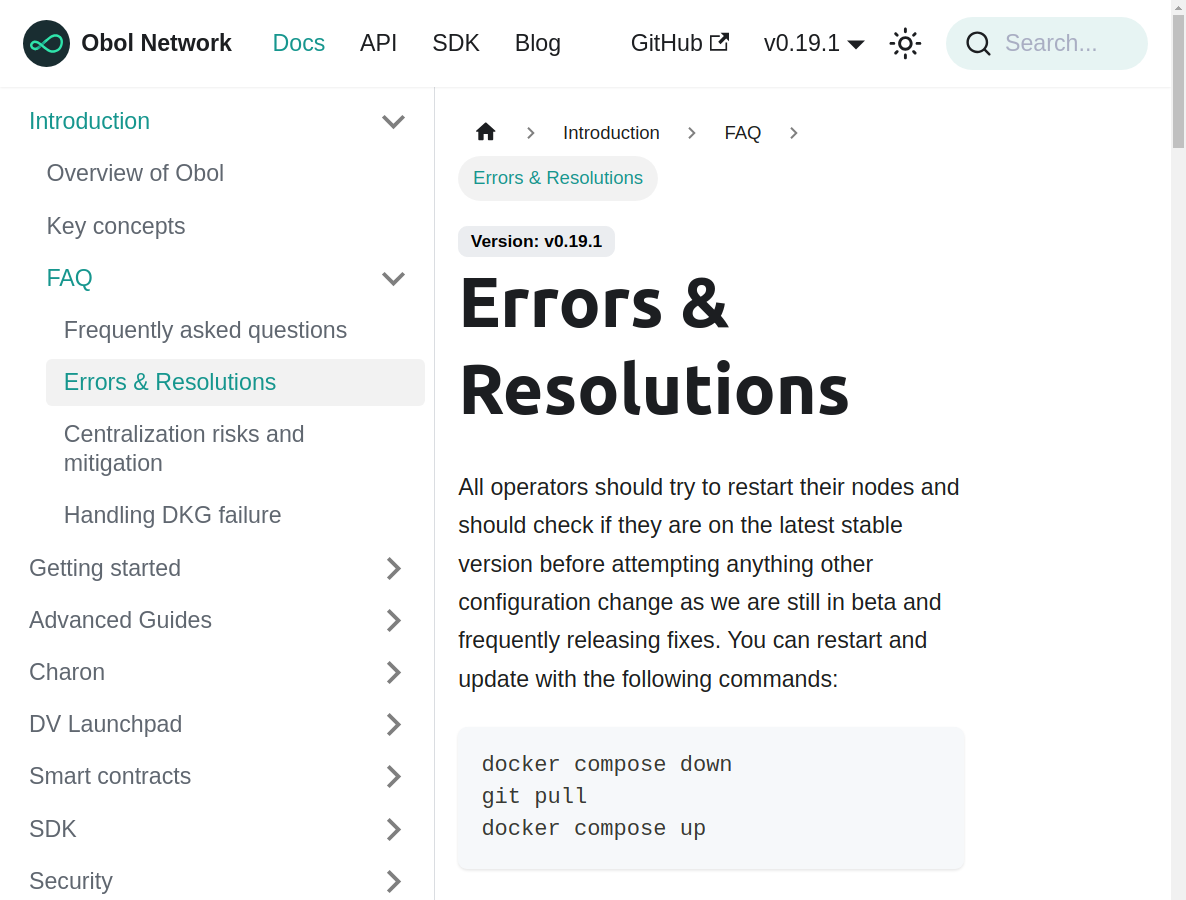 Obol Network
Docs
API
SDK
Blog
GitHub
v0.19.1
Search...
Introduction
Overview of Obol
Key concepts
FAQ
Frequently asked questions
Errors & Resolutions
Centralization risks and
mitigation
Handling DKG failure
Getting started
Advanced Guides
Charon
DV Launchpad
Smart contracts
SDK
Security
Introduction
FAQ
Errors & Resolutions
Version: v0.19.1
Errors &
Resolutions
All operators should try to restart their nodes and
should check if they are on the latest stable
version before attempting anything other
configuration change as we are still in beta and
frequently releasing fixes. You can restart and
update with the following commands:
docker compose down
git pull
docker compose up